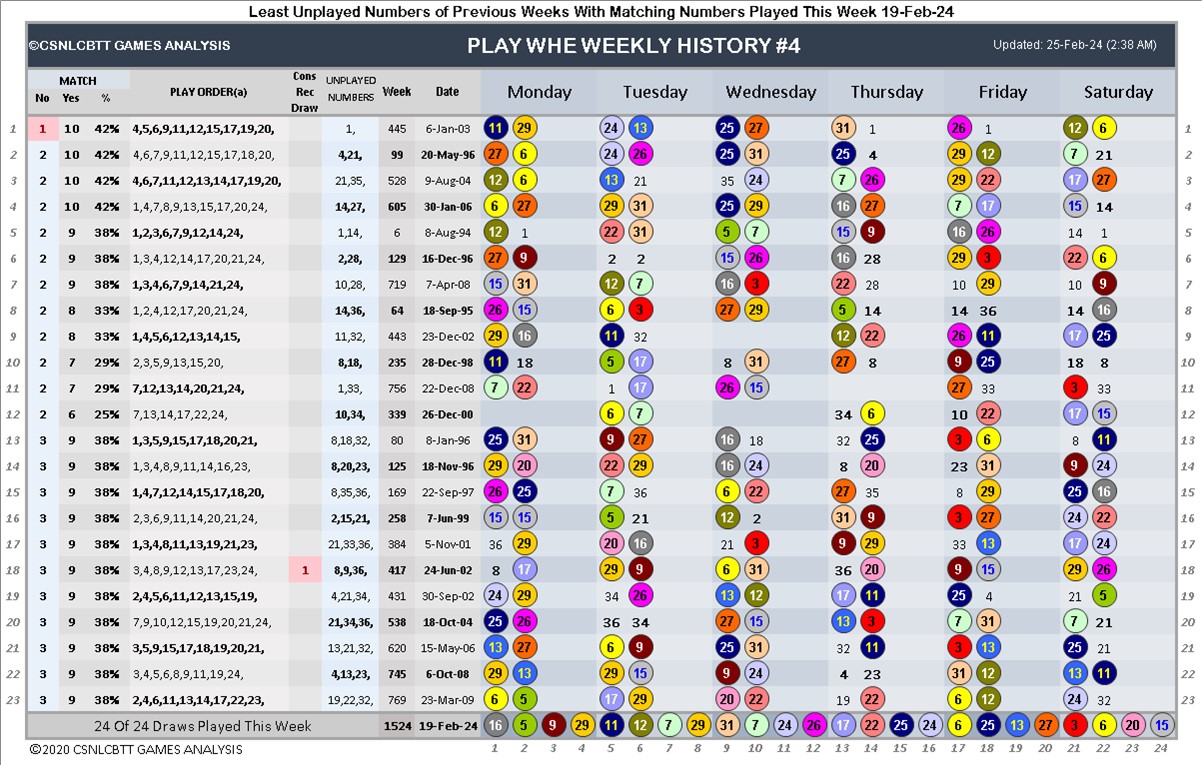 Least Unplayed Numbers of Previous Weeks With Matching Numbers Played This Week 19-Feb-24
©CSNLCBTT GAMES ANALYSIS PLAY WHE WEEKLY HISTORY #4 Updated: 25-Feb-24 (2:38 AM)
MATCH PLAY ORDER(a) Cons Rec Draw UNPLAYED NUMBERS Week Date Monday Tuesday Wednesday Thursday Friday Saturday
No Yes %
1 1 10 42% 4,5,6,9,11,12,15,17,19,20, 1, 445 6-Jan-03 11 29 24 13 25 27 31 1 26 1 12 6 1
2 2 10 42% 4,6,7,9,11,12,15,17,18,20, 4,21, 99 20-May-96 27 6 24 26 25 31 25 4 29 12 7 21 2
3 2 10 42% 4,6,7,11,12,13,14,17,19,20, 21,35, 528 9-Aug-04 12 6 13 21 35 24 7 26 29 22 17 27 3
4 2 10 42% 1,4,7,8,9,13,15,17,20,24, 14,27, 605 30-Jan-06 6 27 29 31 25 29 16 27 7 17 15 14 4
5 2 9 38% 1,2,3,6,7,9,12,14,24, 1,14, 6 8-Aug-94 12 1 22 31 5 7 15 9 16 26 14 1 5
6 2 9 38% 1,3,4,12,14,17,20,21,24, 2,28, 129 16-Dec-96 27 9 2 2 15 26 16 28 29 3 22 6 6
7 2 9 38% 1,3,4,6,7,9,14,21,24, 10,28, 719 7-Apr-08 15 31 12 7 16 3 22 28 10 29 10 9 7
8 2 8 33% 1,2,4,12,17,20,21,24, 14,36, 64 18-Sep-95 26 15 6 3 27 29 5 14 14 36 14 16 8
9 2 8 33% 1,4,5,6,12,13,14,15, 11,32, 443 23-Dec-02 29 16 11 32 12 22 26 11 17 25 9
10 2 7 29% 2,3,5,9,13,15,20, 8,18, 235 28-Dec-98 11 18 5 17 8 31 27 8 9 25 18 8 10
11 2 7 29% 7,12,13,14,20,21,24, 1,33, 756 22-Dec-08 7 22 1 17 26 15 27 33 3 33 11
12 2 6 25% 7,13,14,17,22,24, 10,34, 339 26-Dec-00 6 7 34 6 10 22 17 15 12
13 3 9 38% 1,3,5,9,15,17,18,20,21, 8,18,32, 80 8-Jan-96 25 31 9 27 16 18 32 25 3 6 8 11 13
14 3 9 38% 1,3,4,8,9,11,14,16,23, 8,20,23, 125 18-Nov-96 29 20 22 29 16 24 8 20 23 31 9 24 14
15 3 9 38% 1,4,7,12,14,15,17,18,20, 8,35,36, 169 22-Sep-97 26 25 7 36 6 22 27 35 8 29 25 16 15
16 3 9 38% 2,3,6,9,11,14,20,21,24, 2,15,21, 258 7-Jun-99 15 15 5 21 12 2 31 9 3 27 24 22 16
17 3 9 38% 1,3,4,8,11,13,19,21,23, 21,33,36, 384 5-Nov-01 36 29 20 16 21 3 9 29 33 13 17 24 17
18 3 9 38% 3,4,8,9,12,13,17,23,24, 1 8,9,36, 417 24-Jun-02 8 17 29 9 6 31 36 20 9 15 29 26 18
19 3 9 38% 2,4,5,6,11,12,13,15,19, 4,21,34, 431 30-Sep-02 24 29 34 26 13 12 17 11 25 4 21 5 19
20 3 9 38% 7,9,10,12,15,19,20,21,24, 21,34,36, 538 18-Oct-04 25 26 36 34 27 15 13 3 7 31 7 21 20
21 3 9 38% 3,5,9,15,17,18,19,20,21, 13,21,32, 620 15-May-06 13 27 6 9 25 31 32 11 3 13 25 21 21
22 3 9 38% 3,4,5,6,8,9,11,19,24, 4,13,23, 745 6-Oct-08 29 13 29 15 9 24 4 23 31 12 13 11 22
23 3 9 38% 2,4,6,11,13,14,17,22,23, 19,22,32, 769 23-Mar-09 6 5 17 29 20 22 19 22 6 12 24 32 23
24 Of 24 Draws Played This Week 1524 19-Feb-24 16 5 9 29 11 12 7 29 31 7 24 26 17 22 25 24 6 25 13 27 3 6 20 15
©2020 CSNLCBTT GAMES ANALYSIS 1 2 3 4 5 6 7 8 9 10 11 12 13 14 15 16 17 18 19 20 21 22 23 24